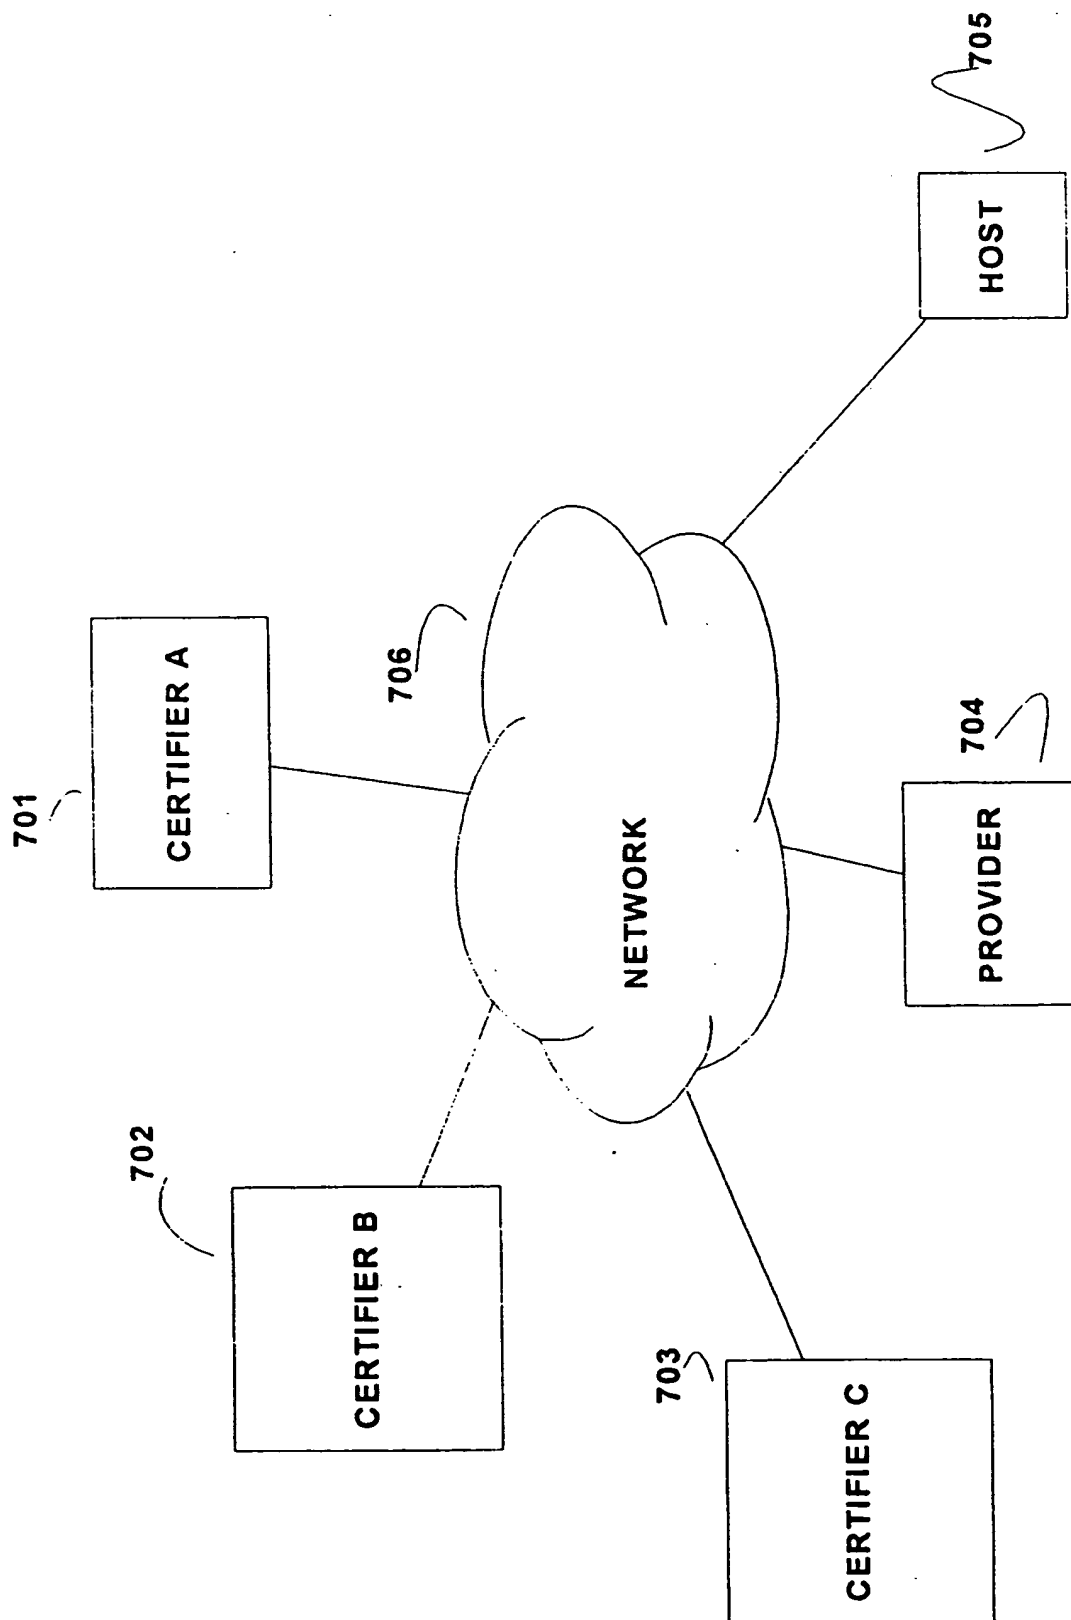 701
CERTIFIER A
702
CERTIFIER B
703
CERTIFIER C
706
NETWORK
704
PROVIDER
705
HOST